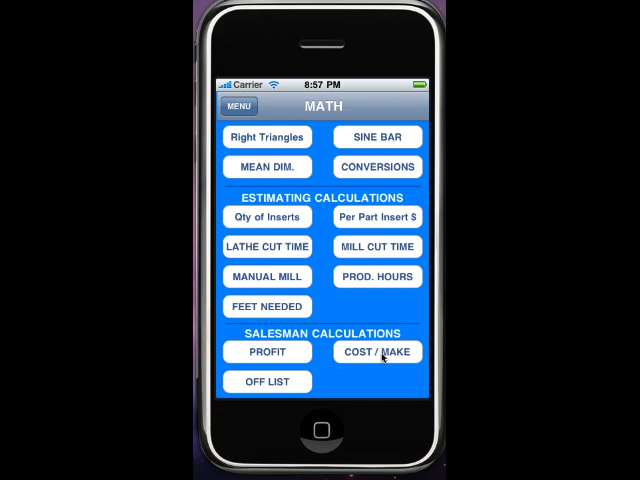 Carrier 8:57 PM
MENU MATH
Right Triangles SINE BAR
MEAN DIM. CONVERSIONS
ESTIMATING CALCULATIONS
Qty of Inserts Per Part Insert $
LATHE CUT TIME MILL CUT TIME
MANUAL MILL PROD. HOURS
FEET NEEDED
SALESMAN CALCULATIONS
PROFIT COST / MAKE
OFF LIST